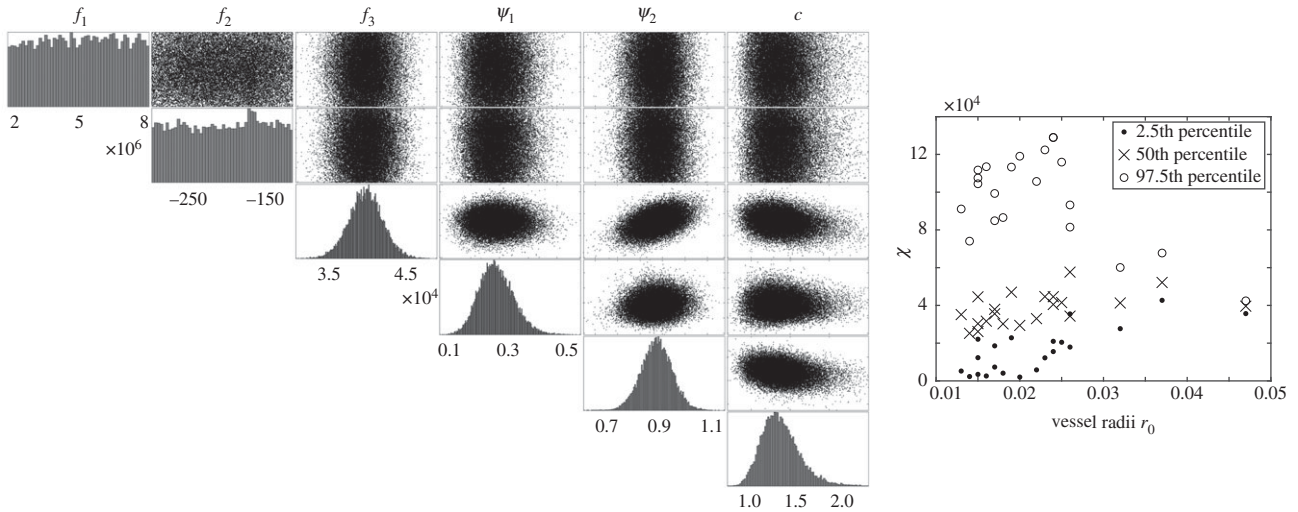 f1 f2 f3 ψ1 ψ2 c
2 5 8
×10^6
−250 −150
3.5 4.5
×10^4
0.1 0.3 0.5
0.7 0.9 1.1
1.0 1.5 2.0
×10^4
2.5th percentile
50th percentile
97.5th percentile
12
8
χ
4
0
0.01 0.02 0.03 0.04 0.05
vessel radii r0